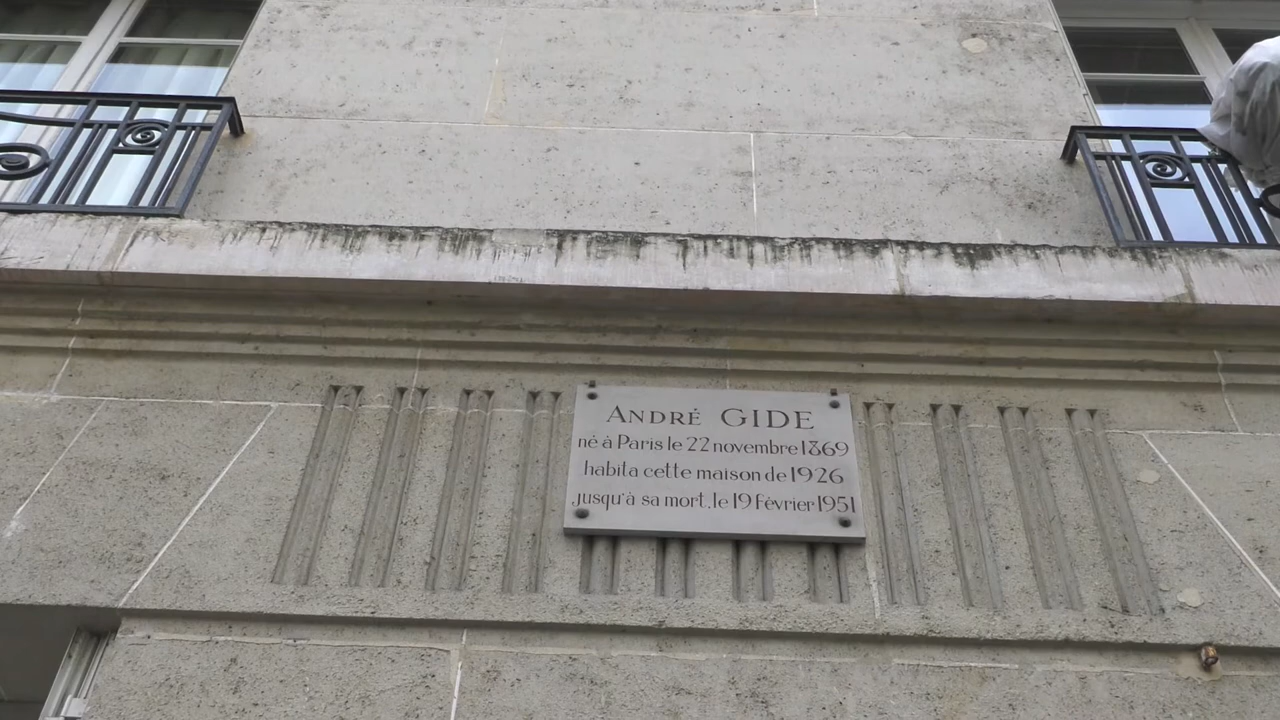 ANDRÉ GIDE
né à Paris le 22 novembre 1869
habita cette maison de 1926
jusqu'à sa mort, le 19 Février 1951